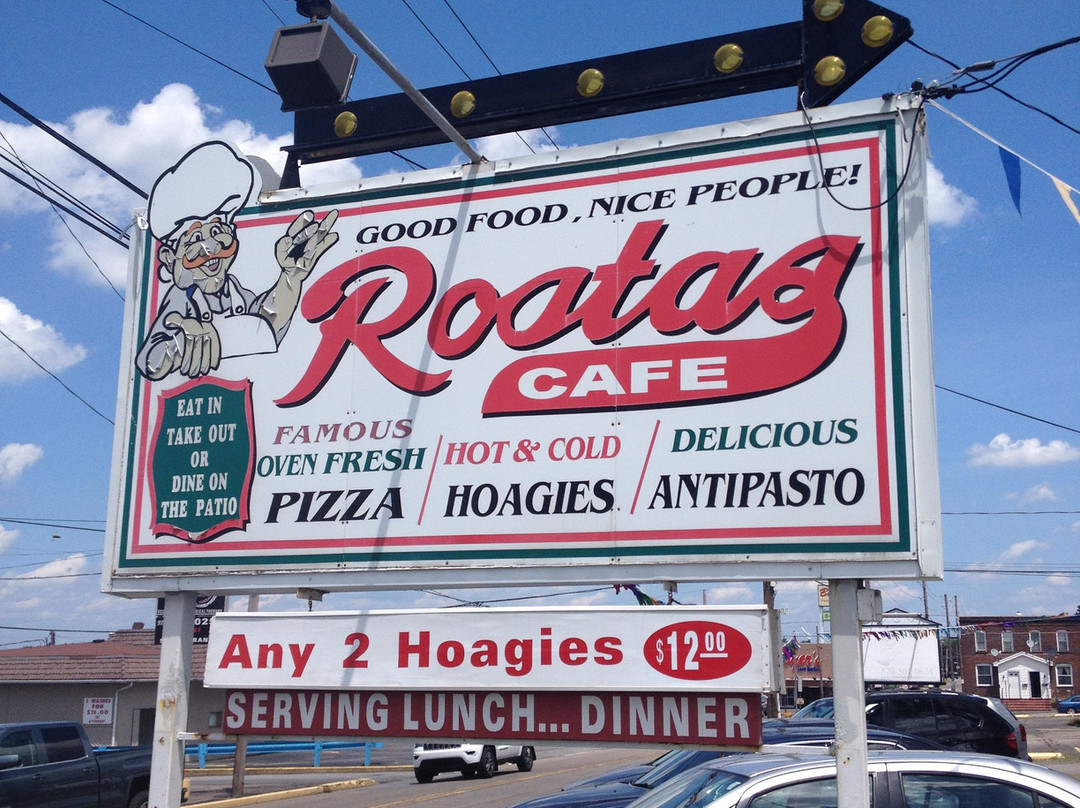 GOOD FOOD, NICE PEOPLE!
Roatas
CAFE
EAT IN
TAKE OUT
OR
DINE ON
THE PATIO
FAMOUS
OVEN FRESH
PIZZA
HOT & COLD
HOAGIES
DELICIOUS
ANTIPASTO
Any 2 Hoagies $12.00
SERVING LUNCH... DINNER